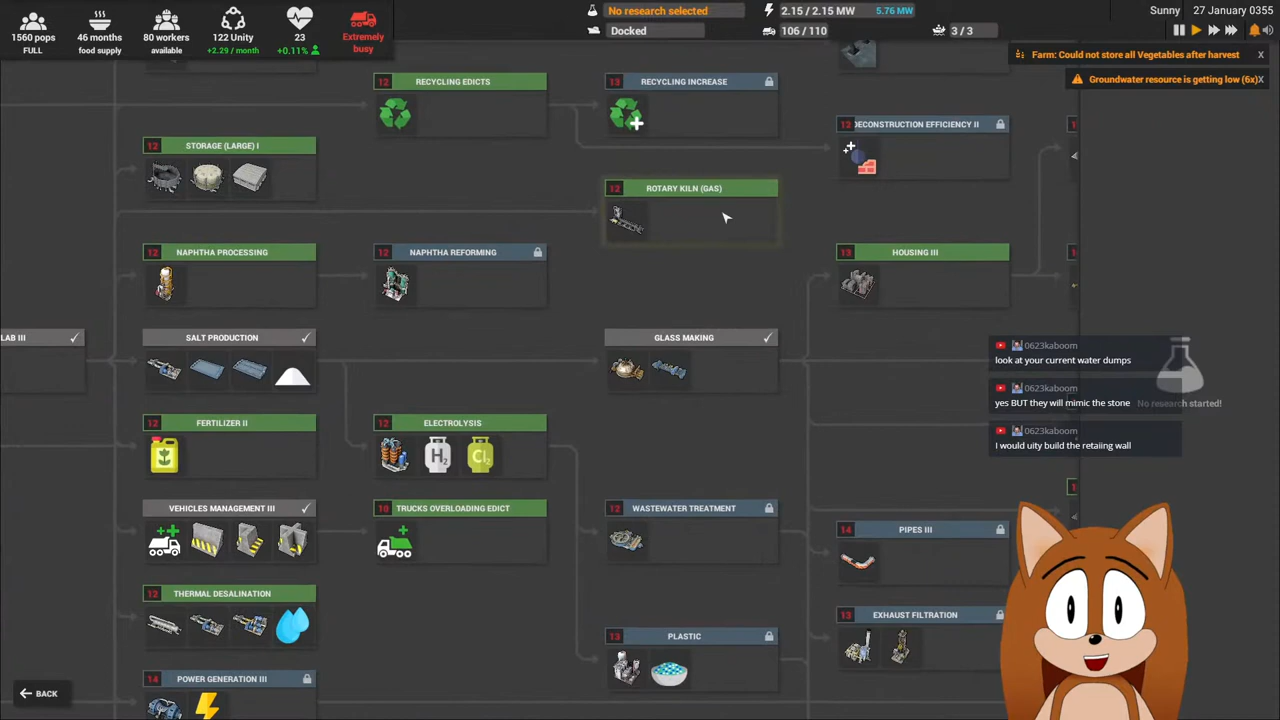 1560 pops
FULL
46 months
food supply
80 workers
available
122 Unity
+2.29 / month
23
+0.11%
Extremely
busy
No research selected
Docked
2.15 / 2.15 MW
5.76 MW
106 / 110
3 / 3
Sunny
27 January 0355
Farm: Could not store all Vegetables after harvest
X
Groundwater resource is getting low (6x)
X
12
RECYCLING EDICTS
13
RECYCLING INCREASE
12
DECONSTRUCTION EFFICIENCY II
12
STORAGE (LARGE) I
12
ROTARY KILN (GAS)
12
NAPHTHA PROCESSING
12
NAPHTHA REFORMING
13
HOUSING III
LAB III
SALT PRODUCTION
GLASS MAKING
12
FERTILIZER II
12
ELECTROLYSIS
H2
Cl2
VEHICLES MANAGEMENT III
10
TRUCKS OVERLOADING EDICT
12
WASTEWATER TREATMENT
14
PIPES III
12
THERMAL DESALINATION
13
PLASTIC
13
EXHAUST FILTRATION
14
POWER GENERATION III
0623kaboom
look at your current water dumps
0623kaboom
yes BUT they will mimic the stone
No research started!
0623kaboom
I would uity build the retaiing wall
BACK